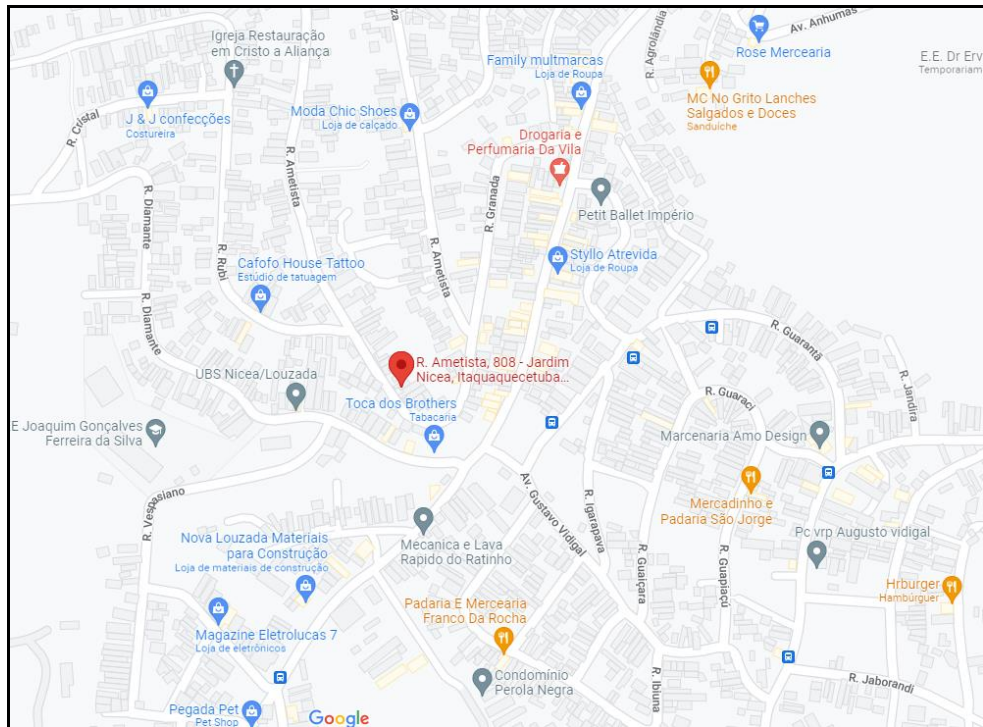 Av. Anhumas
Igreja Restauração
em Cristo a Aliança
Rose Mercearia
R. Agrolândia
E.E. Dr Erv
Temporariam
Family multmarcas
Loja de Roupa
J & J confecções
Costureira
R. Cristal
Moda Chic Shoes
Loja de calçado
MC No Grito Lanches
Salgados e Doces
Sanduíche
Drogaria e
Perfumaria Da Vila
R. Ametista
R. Diamante
R. Granada
Petit Ballet Império
R. Rubi
R. Ametista
Styllo Atrevida
Loja de Roupa
Cafofo House Tattoo
Estúdio de tatuagem
R. Diamante
R. Guarantã
R. Ametista, 808 - Jardim
Nicea, Itaquaquecetuba...
UBS Nicea/Louzada
R. Guaraci
R. Jandira
Toca dos Brothers
Tabacaria
E Joaquim Gonçalves
Ferreira da Silva
Marcenaria Amo Design
R. Vespasiano
Av. Gustavo Vidigal
R. Igarapava
Mercadinho e
Padaria São Jorge
Nova Louzada Materiais
para Construção
Loja de materiais de construção
Mecanica e Lava
Rapido do Ratinho
Pc vrp Augusto vidigal
R. Guaiçara
R. Guapiaçu
Hrburger
Hambúrguer
Padaria E Mercearia
Franco Da Rocha
Magazine Eletrolucas 7
Loja de eletrônicos
Condomínio
Perola Negra
R. Ibiuna
R. Jaborandi
Pegada Pet
Pet Shop
Google